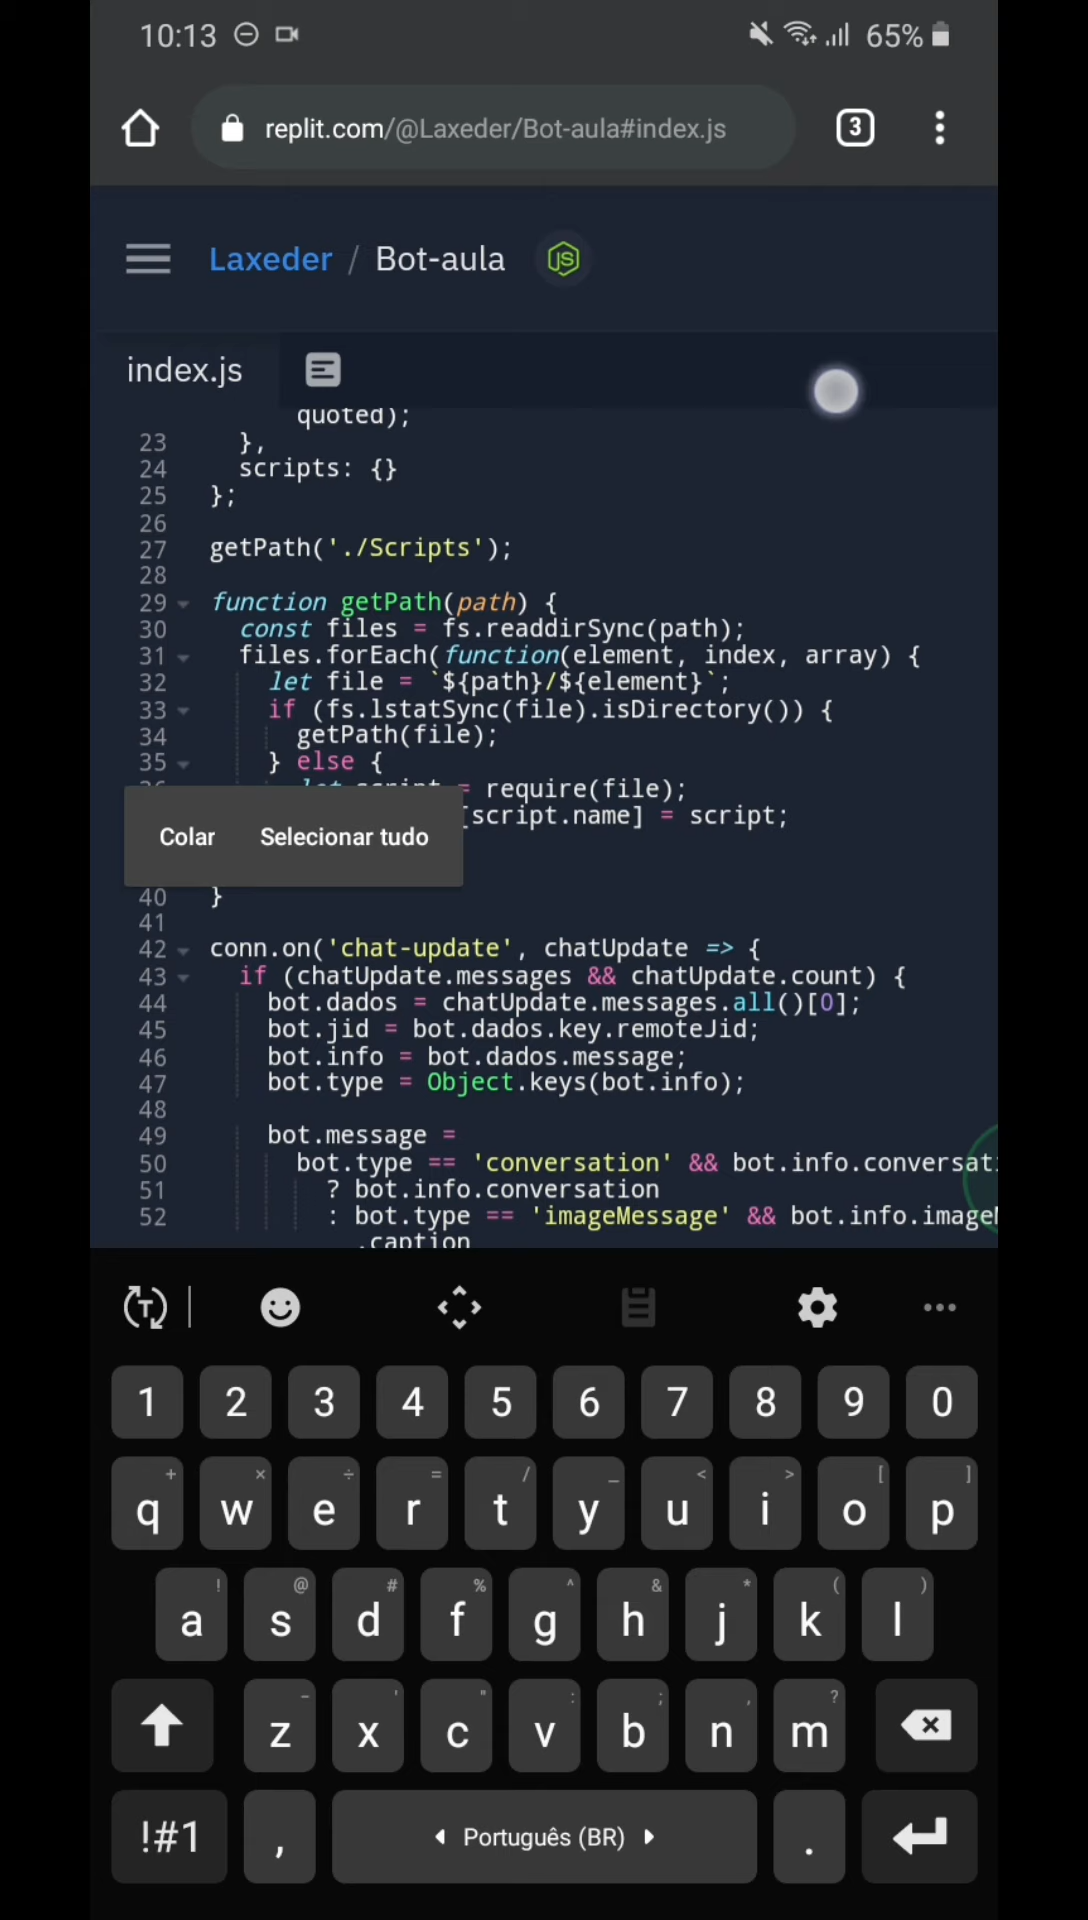 10:13 65%
replit.com/@Laxeder/Bot-aula#index.js 3
Laxeder / Bot-aula JS
index.js
quoted);
23 },
24 scripts: {}
25 };
26
27 getPath('./Scripts');
28
29 function getPath(path) {
30 const files = fs.readdirSync(path);
31 files.forEach(function(element, index, array) {
32 let file = `${path}/${element}`;
33 if (fs.lstatSync(file).isDirectory()) {
34 getPath(file);
35 } else {
= require(file);
[script.name] = script;
Colar Selecionar tudo
40 }
41
42 conn.on('chat-update', chatUpdate => {
43 if (chatUpdate.messages && chatUpdate.count) {
44 bot.dados = chatUpdate.messages.all()[0];
45 bot.jid = bot.dados.key.remoteJid;
46 bot.info = bot.dados.message;
47 bot.type = Object.keys(bot.info);
48
49 bot.message =
50 bot.type == 'conversation' && bot.info.conversat
51 ? bot.info.conversation
52 : bot.type == 'imageMessage' && bot.info.image
.caption
T
1 2 3 4 5 6 7 8 9 0
+ × ÷ = / _ < > [ ]
q w e r t y u i o p
! @ # % ^ & * ( )
a s d f g h j k l
- ' " : ; , ?
z x c v b n m
!#1 , Português (BR) .